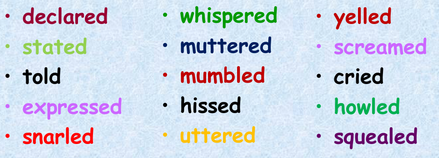 • declared
• stated
• told
• expressed
• snarled
• whispered
• muttered
• mumbled
• hissed
• uttered
• yelled
• screamed
• cried
• howled
• squealed